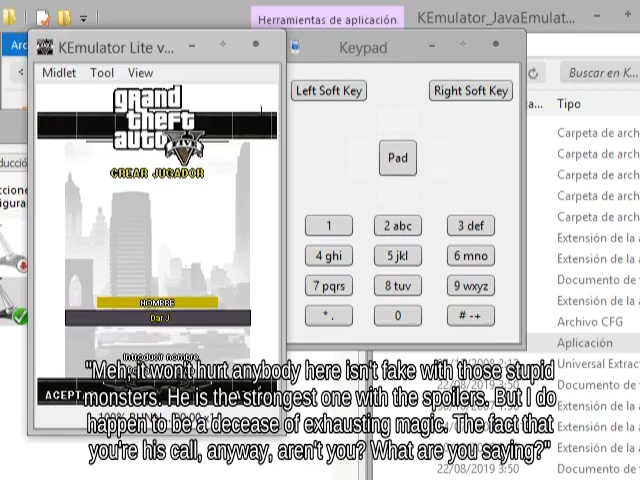 Herramientas de aplicación
KEmulator_JavaEmulat...
KEmulator Lite v...
Keypad
Midlet Tool View
Left Soft Key
Right Soft Key
Buscar en K...
Tipo
grand
theft
auto V
CREAR JUGADOR
Pad
1
2 abc
3 def
4 ghi
5 jkl
6 mno
7 pqrs
8 tuv
9 wxyz
* .
0
# -+
NOMBRE
Dar J
Introducir nombre
ACEPT
Carpeta de arch
Carpeta de arch
Carpeta de arch
Carpeta de arch
Carpeta de arch
Extensión de la a
Extensión de la a
Documento de t
Extensión de la a
Archivo CFG
Aplicación
Universal Extrac
Documento de t
Extensión de la a
Extensión de la a
Documento de t
22/08/2019 3:50
"Meh, it won't hurt anybody here isn't fake with those stupid
monsters. He is the strongest one with the spoilers. But I do
happen to be a decease of exhausting magic. The fact that
you're his call, anyway, aren't you? What are you saying?"